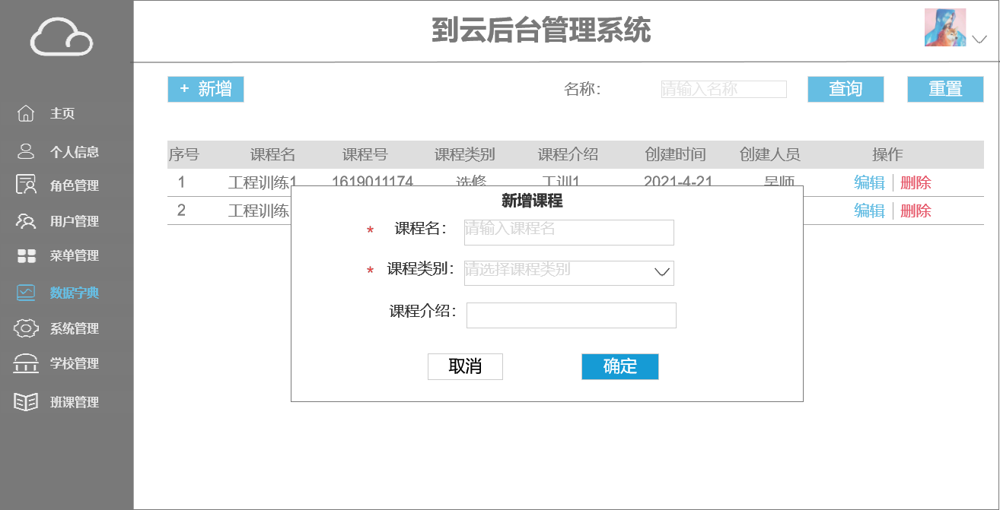 到云后台管理系统
+ 新增
名称：
请输入名称
查询
重置
主页
个人信息
角色管理
用户管理
菜单管理
数据字典
系统管理
学校管理
班课管理
序号 课程名 课程号 课程类别 课程介绍 创建时间 创建人员 操作
1 工程训练1 1619011174 选修 工训1 2021-4-21 吴师 编辑 删除
2 工程训练 编辑 删除
新增课程
* 课程名： 请输入课程名
* 课程类别： 请选择课程类别
课程介绍：
取消 确定